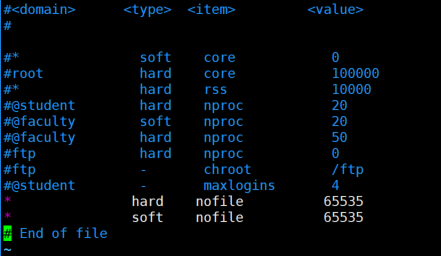 #<domain>      <type>  <item>         <value>
#
#*               soft    core            0
#root            hard    core            100000
#*               hard    rss             10000
#@student        hard    nproc           20
#@faculty        soft    nproc           20
#@faculty        hard    nproc           50
#ftp             hard    nproc           0
#ftp             -       chroot          /ftp
#@student        -       maxlogins       4
*               hard    nofile          65535
*               soft    nofile          65535
# End of file
~